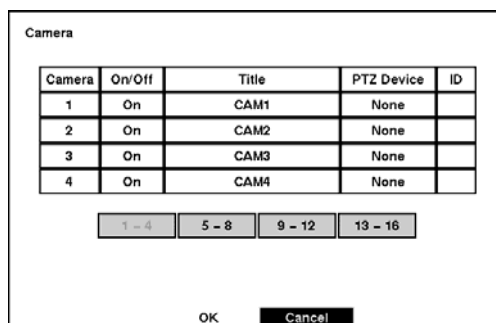 Camera
Camera On/Off Title PTZ Device ID
1 On CAM1 None
2 On CAM2 None
3 On CAM3 None
4 On CAM4 None
1 - 4 5 - 8 9 - 12 13 - 16
OK Cancel